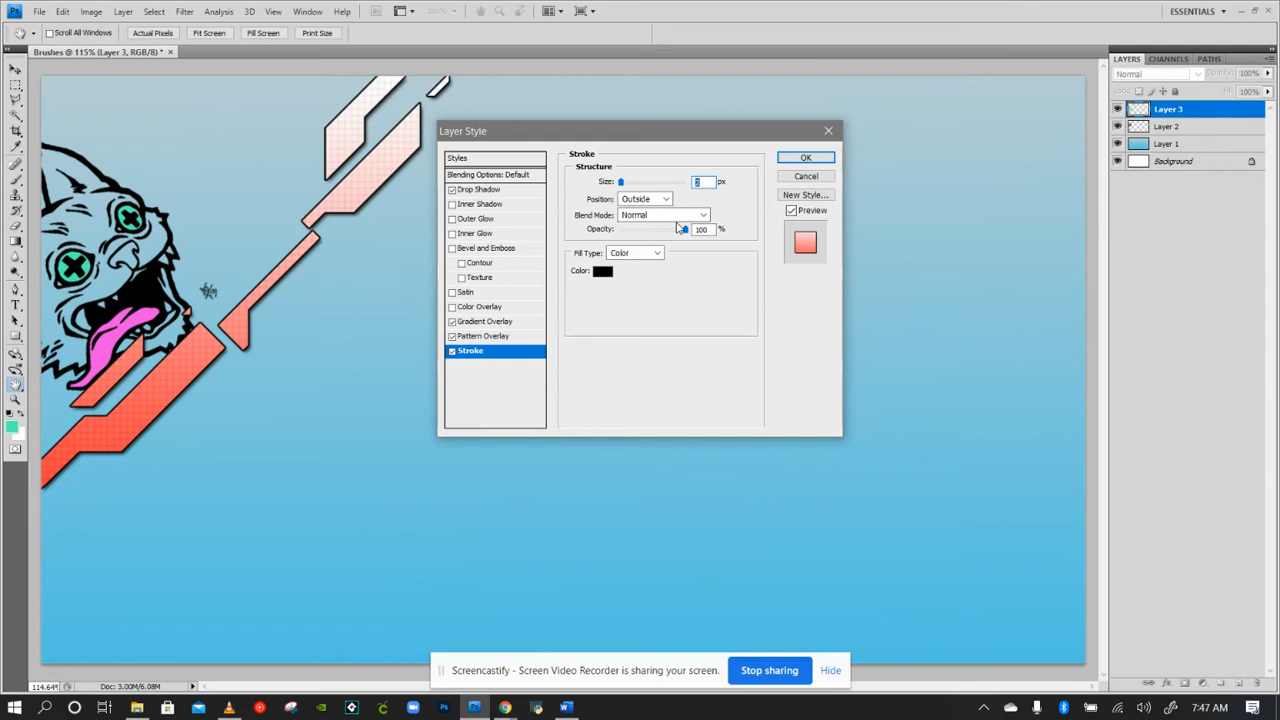 Ps File Edit Image Layer Select Filter Analysis 3D View Window Help 100% ESSENTIALS
Scroll All Windows Actual Pixels Fit Screen Fill Screen Print Size
Brushes @ 115% (Layer 3, RGB/8) * × LAYERS CHANNELS PATHS
Normal Opacity: 100%
Lock: Fill: 100%
Layer 3
Layer 2
Layer 1
Background
Layer Style
Styles
Blending Options: Default
Drop Shadow
Inner Shadow
Outer Glow
Inner Glow
Bevel and Emboss
Contour
Texture
Satin
Color Overlay
Gradient Overlay
Pattern Overlay
Stroke
Stroke
Structure
Size: 2 px
Position: Outside
Blend Mode: Normal
Opacity: 100 %
Fill Type: Color
Color:
OK
Cancel
New Style...
Preview
Screencastify - Screen Video Recorder is sharing your screen. Stop sharing Hide
114.64% Doc: 3.00M/6.08M
7:47 AM